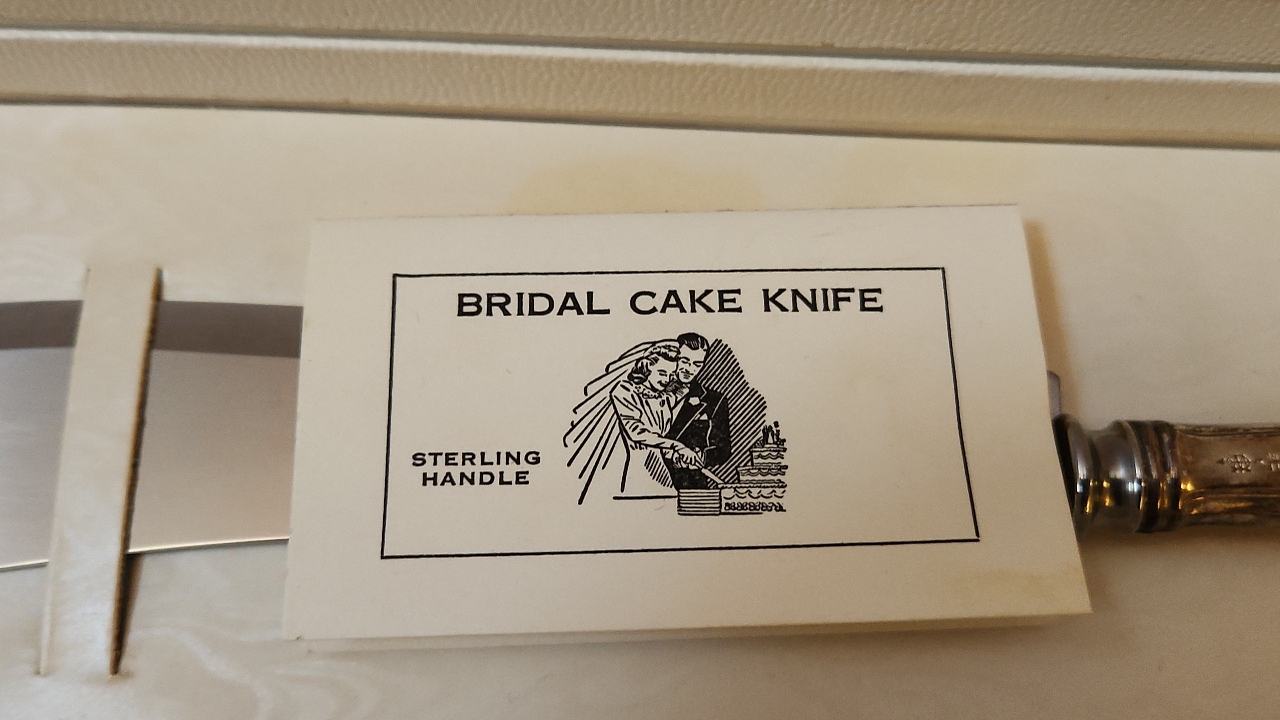 BRIDAL CAKE KNIFE
STERLING
HANDLE